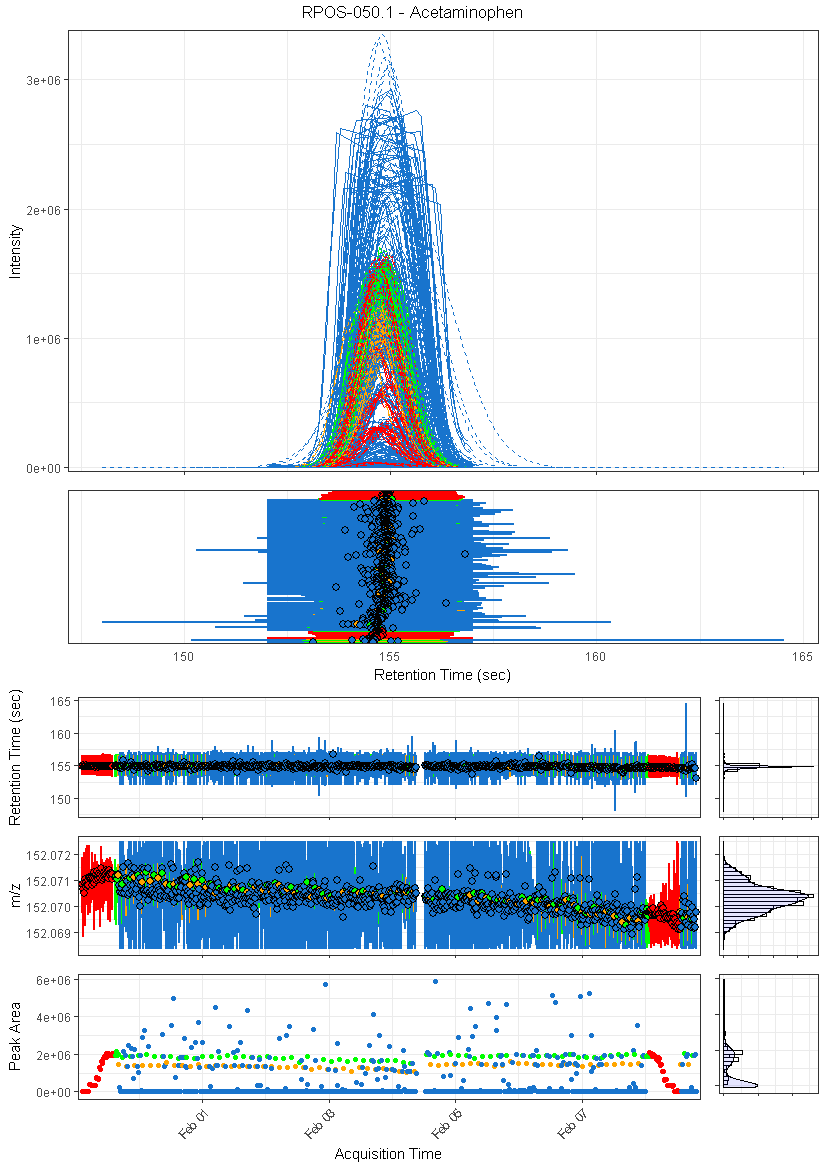 RPOS-050.1 - Acetaminophen
3e+06
2e+06
1e+06
0e+00
Intensity
150 155 160 165
Retention Time (sec)
165
160
155
150
Retention Time (sec)
152.072
152.071
152.070
152.069
m/z
6e+06
4e+06
2e+06
0e+00
Peak Area
Feb 01 Feb 03 Feb 05 Feb 07
Acquisition Time